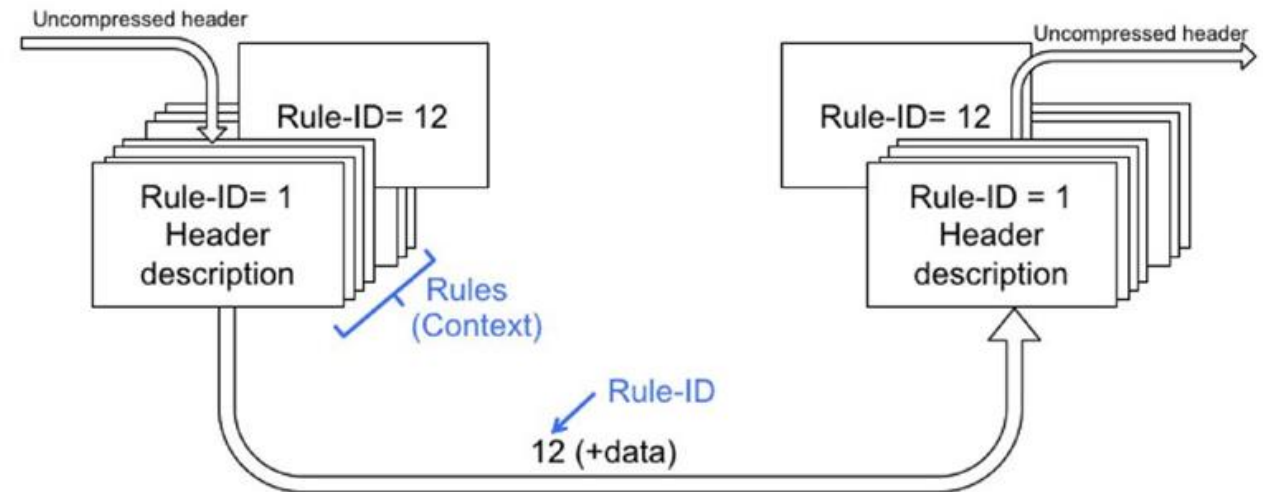 Uncompressed header
Uncompressed header
Rule-ID= 12
Rule-ID= 12
Rule-ID= 1
Header
description
Rule-ID = 1
Header
description
Rules
(Context)
Rule-ID
12 (+data)